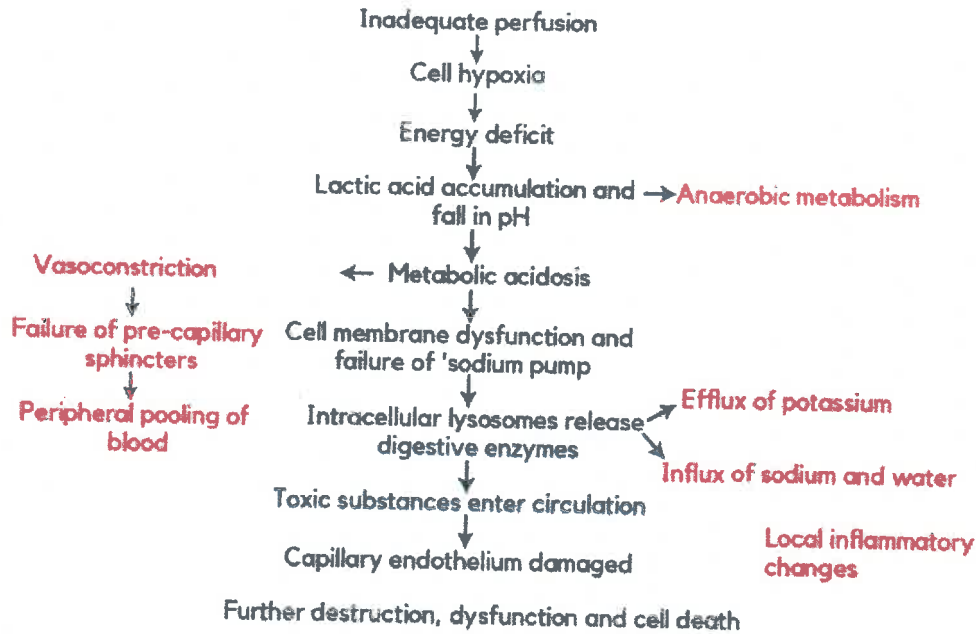 Inadequate perfusion
Cell hypoxia
Energy deficit
Lactic acid accumulation and
fall in pH
Anaerobic metabolism
Metabolic acidosis
Vasoconstriction
Failure of pre-capillary
sphincters
Peripheral pooling of
blood
Cell membrane dysfunction and
failure of 'sodium pump
Intracellular lysosomes release
digestive enzymes
Efflux of potassium
Influx of sodium and water
Toxic substances enter circulation
Capillary endothelium damaged
Local inflammatory
changes
Further destruction, dysfunction and cell death